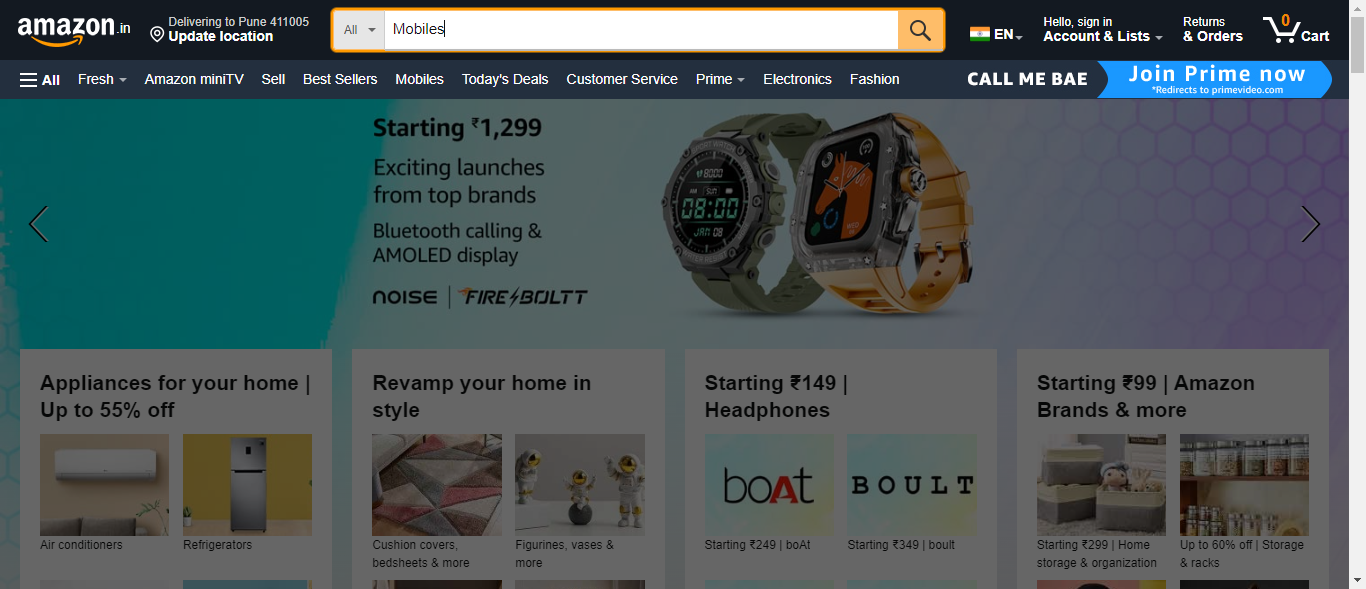 amazon.in
Delivering to Pune 411005
Update location
All
Mobiles
EN
Hello, sign in
Account & Lists
Returns
& Orders
0
Cart
All
Fresh
Amazon miniTV
Sell
Best Sellers
Mobiles
Today's Deals
Customer Service
Prime
Electronics
Fashion
CALL ME BAE
Join Prime now
*Redirects to primevideo.com
Starting ₹1,299
Exciting launches
from top brands
Bluetooth calling &
AMOLED display
NOISE | FIRE BOLTT
08:00
JAN 08
Appliances for your home |
Up to 55% off
Air conditioners
Refrigerators
Revamp your home in
style
Cushion covers,
bedsheets & more
Figurines, vases &
more
Starting ₹149 |
Headphones
boAt
BOULT
Starting ₹249 | boAt
Starting ₹349 | boult
Starting ₹99 | Amazon
Brands & more
Starting ₹299 | Home
storage & organization
Up to 60% off | Storage
& racks